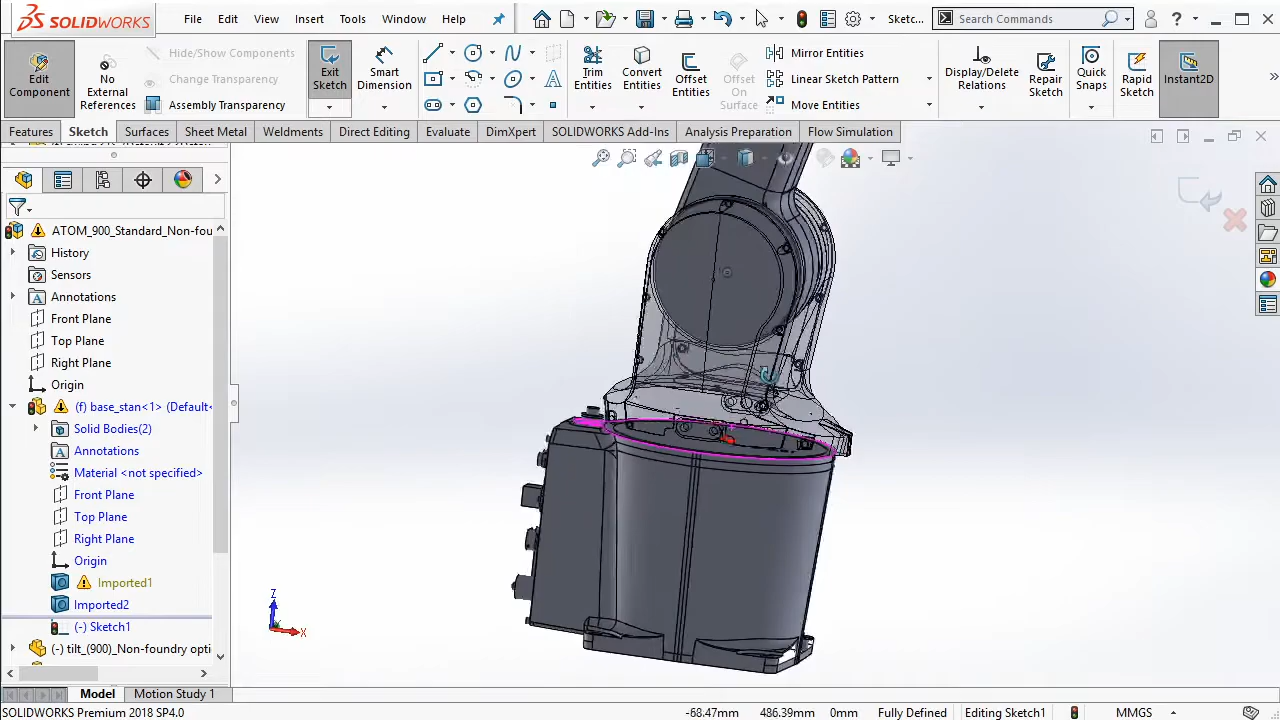 SOLIDWORKS
File Edit View Insert Tools Window Help
Sketc...
Search Commands
Edit Component
No External References
Hide/Show Components
Change Transparency
Assembly Transparency
Exit Sketch
Smart Dimension
Trim Entities
Convert Entities
Offset Entities
Offset On Surface
Mirror Entities
Linear Sketch Pattern
Move Entities
Display/Delete Relations
Repair Sketch
Quick Snaps
Rapid Sketch
Instant2D
Features Sketch Surfaces Sheet Metal Weldments Direct Editing Evaluate DimXpert SOLIDWORKS Add-Ins Analysis Preparation Flow Simulation
ATOM_900_Standard_Non-fou
History
Sensors
Annotations
Front Plane
Top Plane
Right Plane
Origin
(f) base_stan<1> (Default<
Solid Bodies(2)
Annotations
Material <not specified>
Front Plane
Top Plane
Right Plane
Origin
Imported1
Imported2
(-) Sketch1
(-) tilt_(900)_Non-foundry opti
Z
X
Model Motion Study 1
SOLIDWORKS Premium 2018 SP4.0
-68.47mm 486.39mm 0mm Fully Defined Editing Sketch1 MMGS